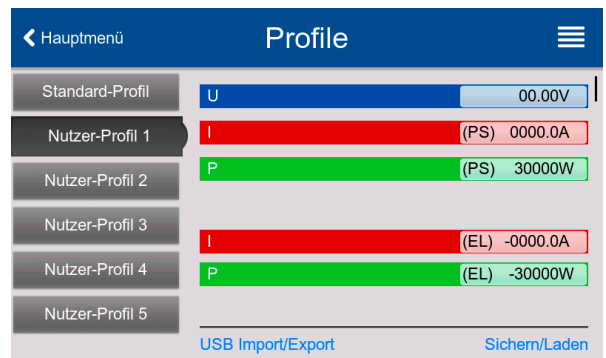 Hauptmenü
Profile
Standard-Profil
Nutzer-Profil 1
Nutzer-Profil 2
Nutzer-Profil 3
Nutzer-Profil 4
Nutzer-Profil 5
U 00.00V
I (PS) 0000.0A
P (PS) 30000W
I (EL) -0000.0A
P (EL) -30000W
USB Import/Export
Sichern/Laden